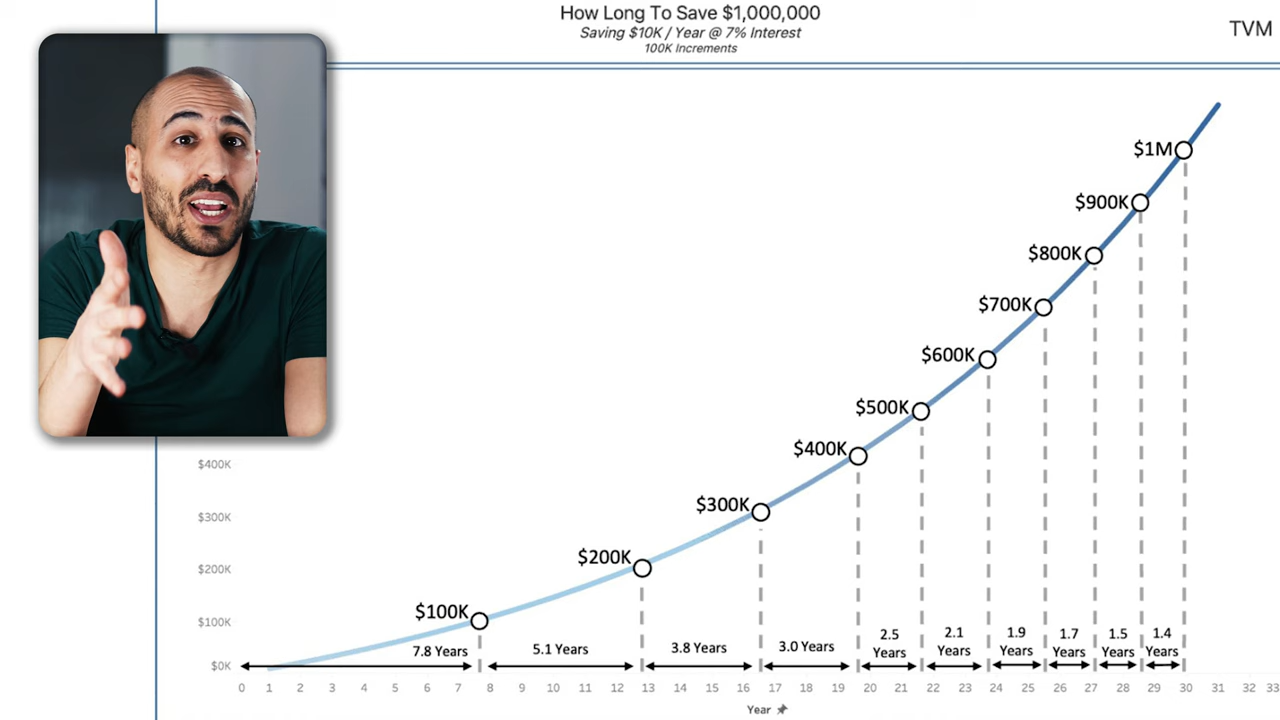 How Long To Save $1,000,000
Saving $10K / Year @ 7% Interest
100K Increments
TVM
$1M
$900K
$800K
$700K
$600K
$500K
$400K
$300K
$200K
$100K
$400K
$300K
$200K
$100K
$0K
7.8 Years
5.1 Years
3.8 Years
3.0 Years
2.5
Years
2.1
Years
1.9
Years
1.7
Years
1.5
Years
1.4
Years
0 1 2 3 4 5 6 7 8 9 10 11 12 13 14 15 16 17 18 19 20 21 22 23 24 25 26 27 28 29 30 31 32 33
Year